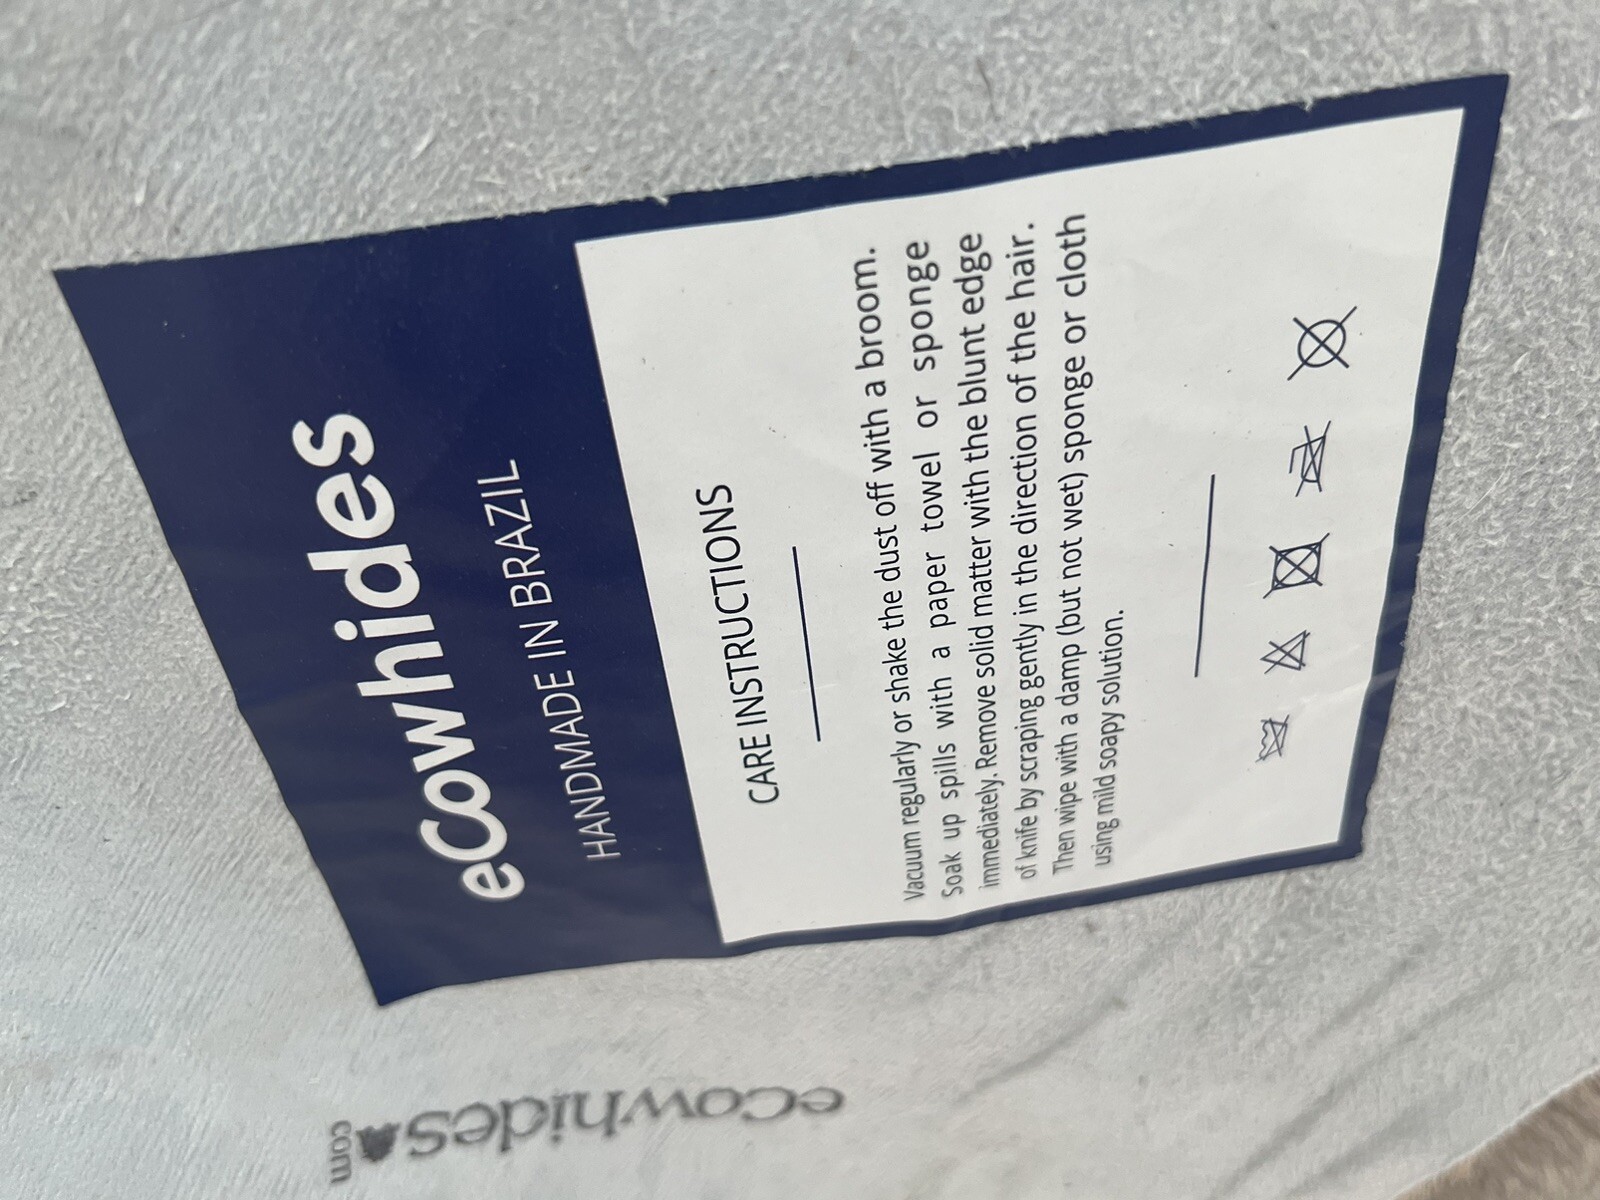 eCowhides
HANDMADE IN BRAZIL
CARE INSTRUCTIONS
Vacuum regularly or shake the dust off with a broom.
Soak up spills with a paper towel or sponge
immediately. Remove solid matter with the blunt edge
of knife by scraping gently in the direction of the hair.
Then wipe with a damp (but not wet) sponge or cloth
using mild soapy solution.
eCowhides
com